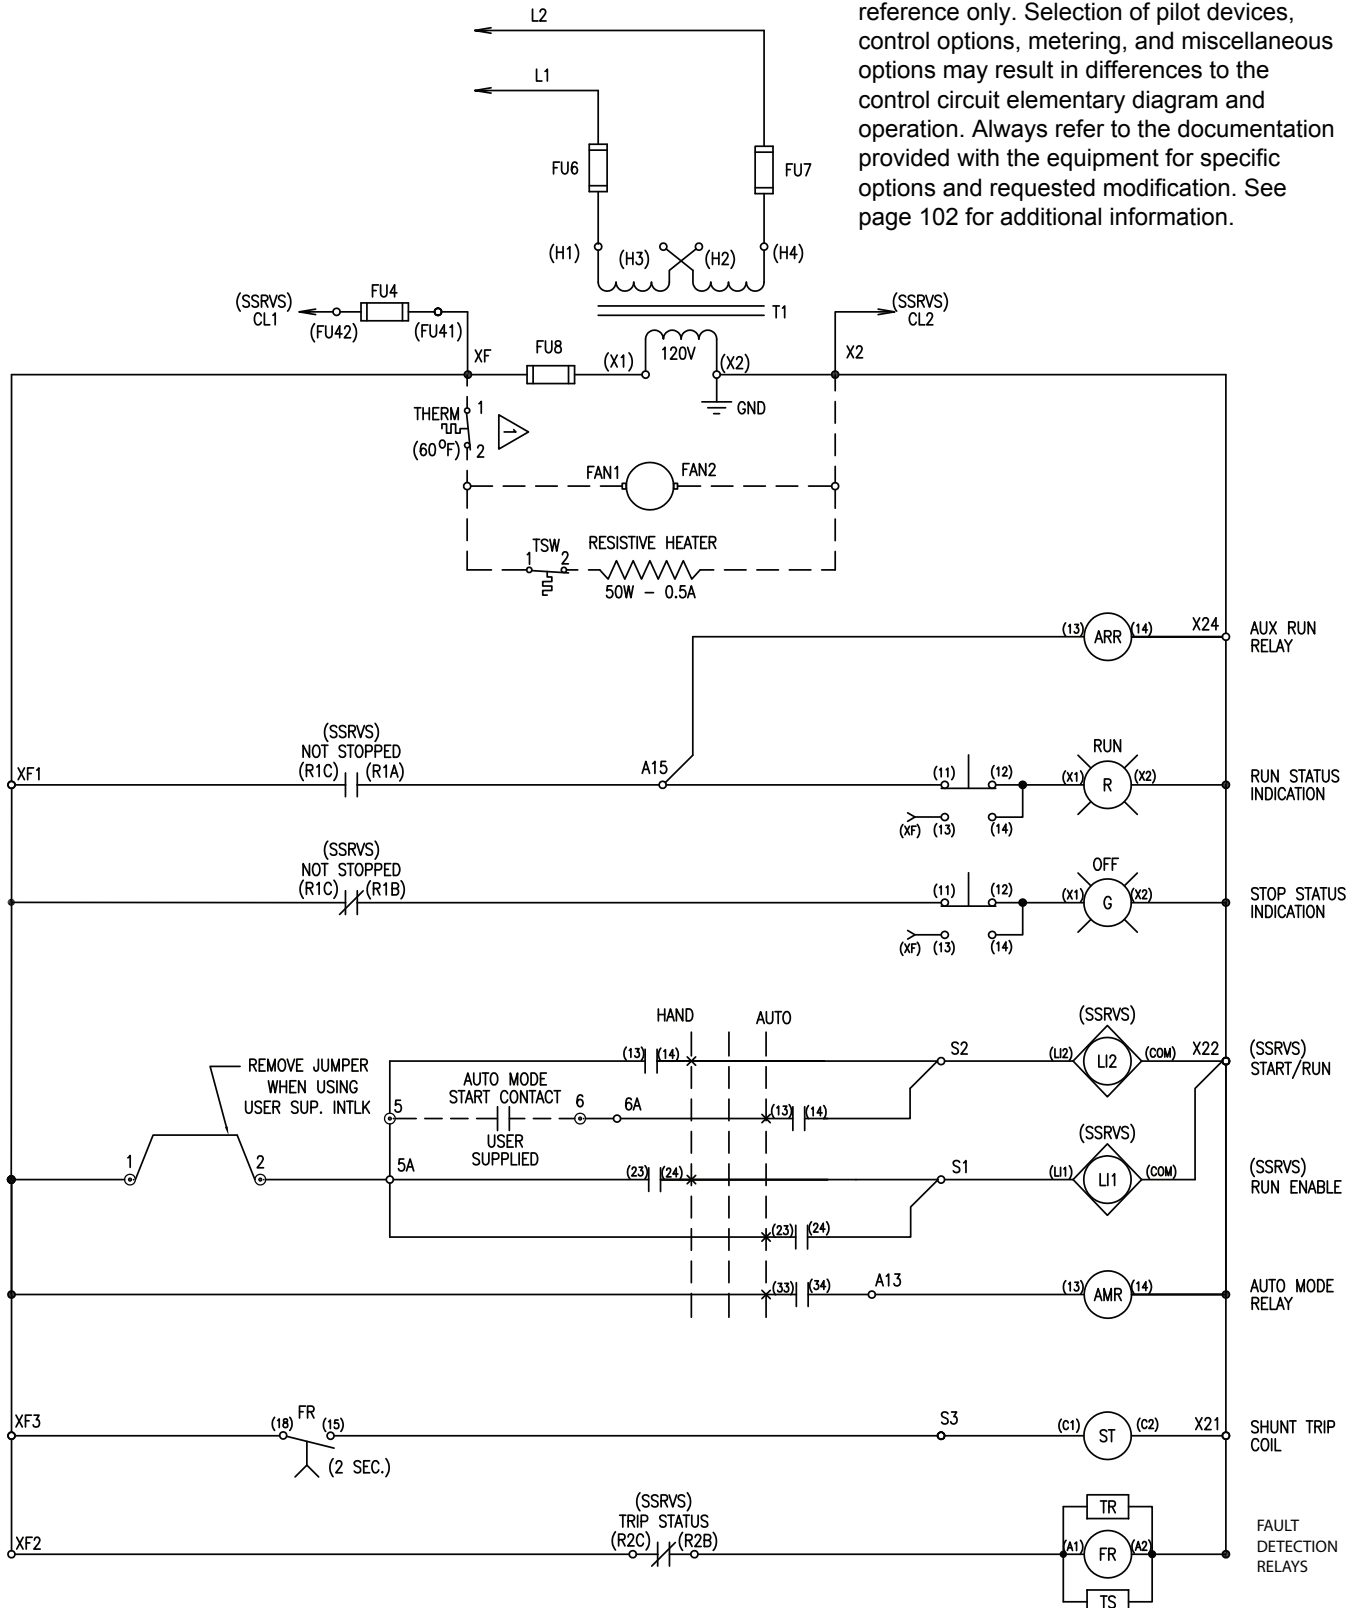 reference only. Selection of pilot devices,
control options, metering, and miscellaneous
options may result in differences to the
control circuit elementary diagram and
operation. Always refer to the documentation
provided with the equipment for specific
options and requested modification. See
page 102 for additional information.
L2
L1
FU6
FU7
(H1)
(H3)
(H2)
(H4)
T1
(SSRVS)
CL1
(FU42)
FU4
(FU41)
(SSRVS)
CL2
XF
FU8
(X1)
120V
(X2)
X2
GND
THERM
1
(60°F)
2
1
FAN1
FAN2
TSW
1
2
RESISTIVE HEATER
50W - 0.5A
(13)
ARR
(14)
X24
AUX RUN
RELAY
XF1
(SSRVS)
NOT STOPPED
(R1C)
(R1A)
A15
(11)
(12)
(XF)
(13)
(14)
RUN
(X1)
R
(X2)
RUN STATUS
INDICATION
(SSRVS)
NOT STOPPED
(R1C)
(R1B)
(11)
(12)
(XF)
(13)
(14)
OFF
(X1)
G
(X2)
STOP STATUS
INDICATION
HAND
AUTO
REMOVE JUMPER
WHEN USING
USER SUP. INTLK
1
2
(13)
(14)
S2
(SSRVS)
(LI2)
LI2
(COM)
X22
(SSRVS)
START/RUN
5
AUTO MODE
START CONTACT
6
6A
USER
SUPPLIED
(13)
(14)
5A
(23)
(24)
S1
(SSRVS)
(LI1)
LI1
(COM)
(SSRVS)
RUN ENABLE
(23)
(24)
(33)
(34)
A13
(13)
AMR
(14)
AUTO MODE
RELAY
XF3
(18)
FR
(15)
(2 SEC.)
S3
(C1)
ST
(C2)
X21
SHUNT TRIP
COIL
XF2
(SSRVS)
TRIP STATUS
(R2C)
(R2B)
TR
(A1)
FR
(A2)
TS
FAULT
DETECTION
RELAYS